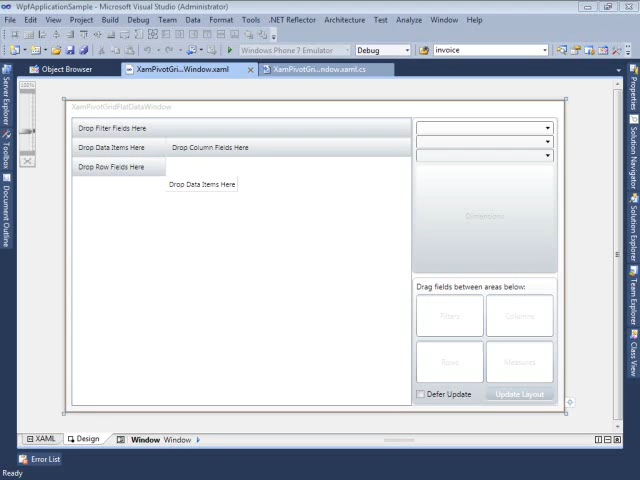 WpfApplicationSample - Microsoft Visual Studio (Administrator)
File Edit View Project Build Debug Team Data Format Tools .NET Reflector Architecture Test Analyze Window Help
Windows Phone 7 Emulator Debug invoice
Object Browser XamPivotGri...Window.xaml XamPivotGri...ndow.xaml.cs
Server Explorer
Toolbox
Document Outline
100%
XamPivotGridFlatDataWindow
Drop Filter Fields Here
Drop Data Items Here Drop Column Fields Here
Drop Row Fields Here
Drop Data Items Here
Dimensions
Drag fields between areas below:
Filters Columns
Rows Measures
Defer Update Update Layout
Properties
Solution Navigator
Solution Explorer
Team Explorer
Class View
XAML Design Window Window
Error List
Ready